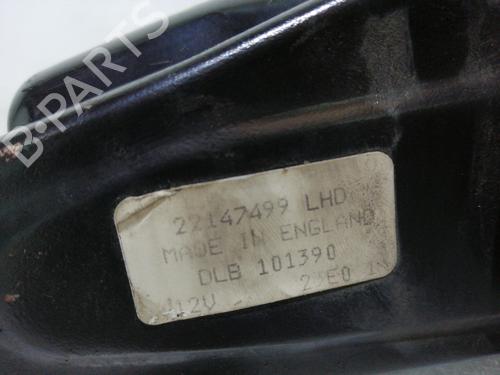 B-PARTS
22147499 LHD
MADE IN ENGLAND
DLB 101390
12V